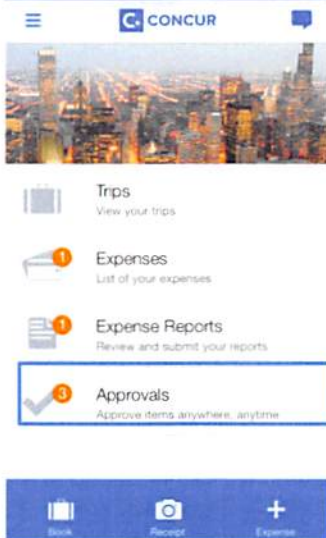 C. CONCUR
Trips
View your trips
1
Expenses
List of your expenses
1
Expense Reports
Review and submit your reports
3
Approvals
Approve items anywhere, anytime
Book
Receipt
Expense